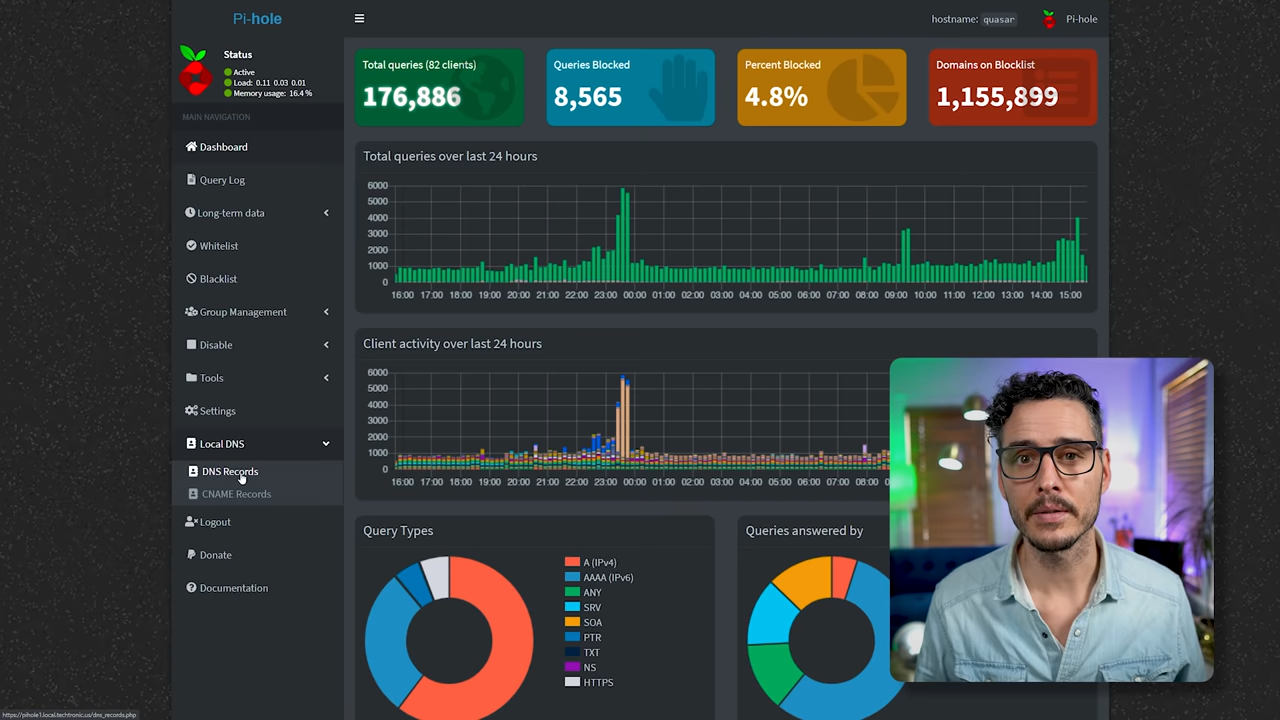 Pi-hole
hostname: quasar
Pi-hole
Status
Active
Load: 0.11 0.03 0.01
Memory usage: 16.4 %
MAIN NAVIGATION
Dashboard
Query Log
Long-term data
Whitelist
Blacklist
Group Management
Disable
Tools
Settings
Local DNS
DNS Records
CNAME Records
Logout
Donate
Documentation
Total queries (82 clients)
176,886
Queries Blocked
8,565
Percent Blocked
4.8%
Domains on Blocklist
1,155,899
Total queries over last 24 hours
6000
5000
4000
3000
2000
1000
0
16:00 17:00 18:00 19:00 20:00 21:00 22:00 23:00 00:00 01:00 02:00 03:00 04:00 05:00 06:00 07:00 08:00 09:00 10:00 11:00 12:00 13:00 14:00 15:00
Client activity over last 24 hours
6000
5000
4000
3000
2000
1000
0
16:00 17:00 18:00 19:00 20:00 21:00 22:00 23:00 00:00 01:00 02:00 03:00 04:00 05:00 06:00 07:00 08:00
Query Types
A (IPv4)
AAAA (IPv6)
ANY
SRV
SOA
PTR
TXT
NS
HTTPS
Queries answered by
https://pihole1.local.techtronic.us/dns_records.php